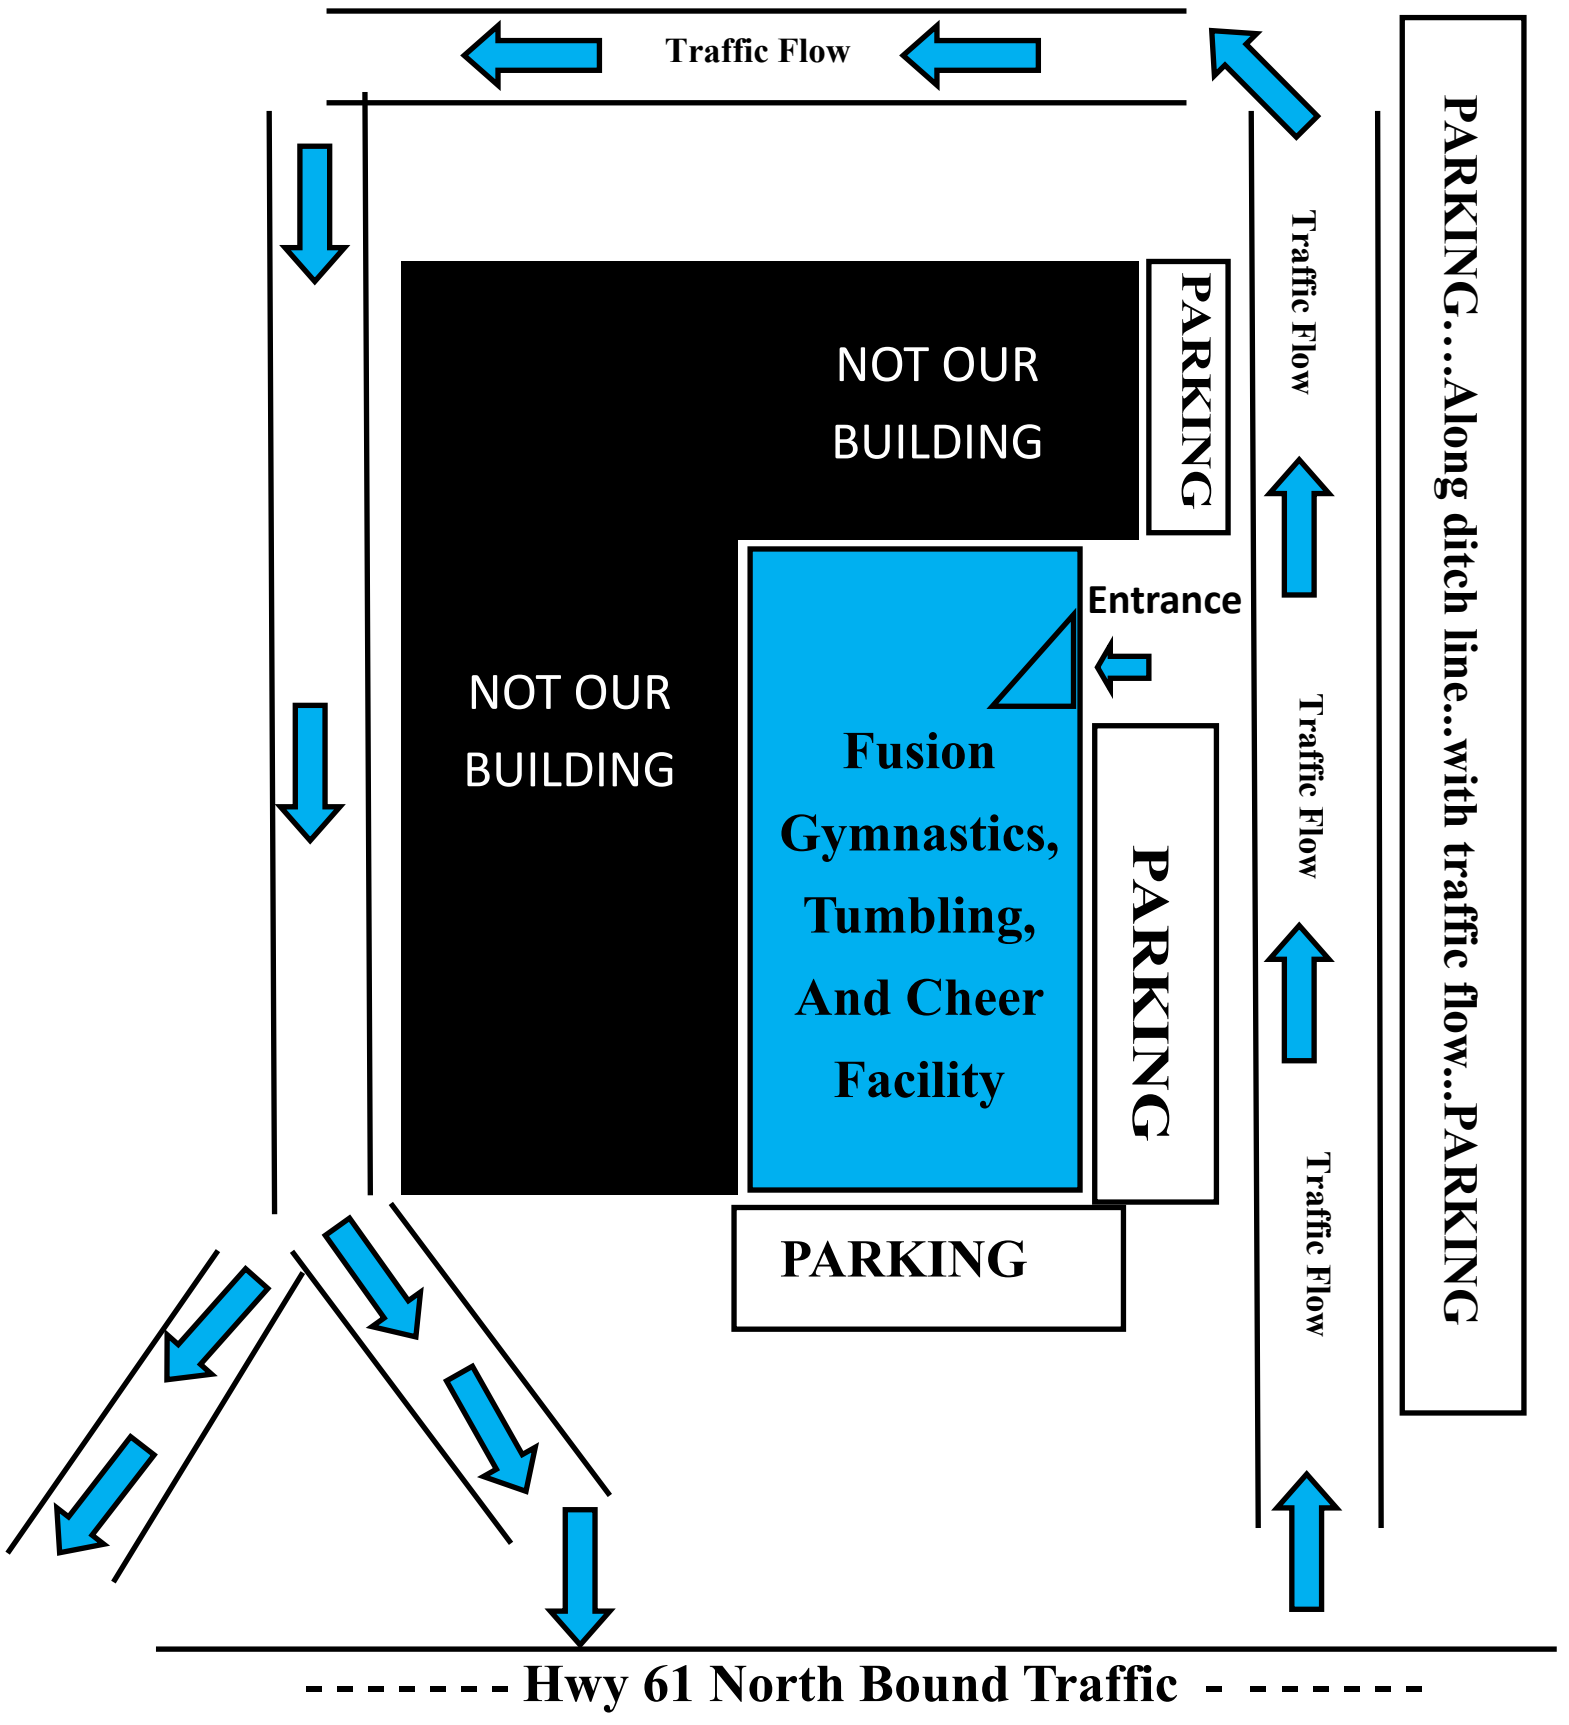 Traffic Flow
PARKING....Along ditch line...with traffic flow...PARKING
Traffic Flow
NOT OUR
BUILDING
PARKING
Entrance
NOT OUR
BUILDING
Fusion
Gymnastics,
Tumbling,
And Cheer
Facility
PARKING
Traffic Flow
PARKING
Traffic Flow
- - - - - - - Hwy 61 North Bound Traffic - - - - - - -